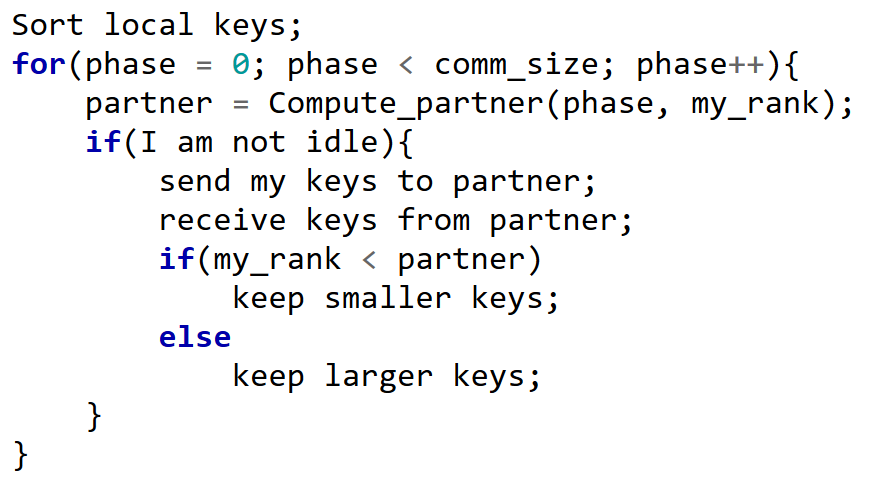 Sort local keys;
for(phase = 0; phase < comm_size; phase++){
    partner = Compute_partner(phase, my_rank);
    if(I am not idle){
        send my keys to partner;
        receive keys from partner;
        if(my_rank < partner)
            keep smaller keys;
        else
            keep larger keys;
    }
}